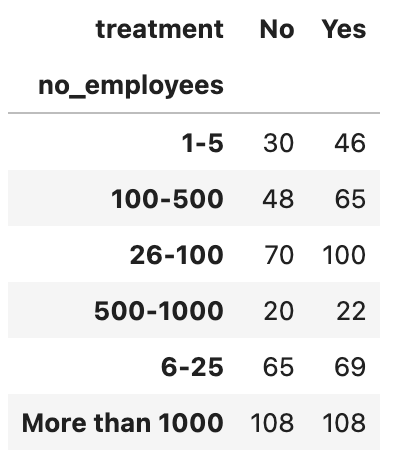 treatment No Yes
no_employees
1-5 30 46
100-500 48 65
26-100 70 100
500-1000 20 22
6-25 65 69
More than 1000 108 108